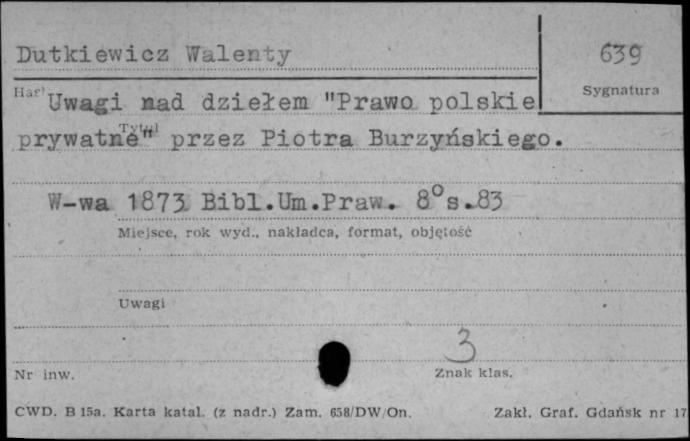 Dutkiewicz Walenty
639
Sygnatura
Hasł Uwagi nad dziełem "Prawo polskie
Tytuł
prywatne" przez Piotra Burzyńskiego.
W-wa 1873 Bibl.Um.Praw. 8° s.83
Miejsce, rok wyd., nakładca, format, objętość
Uwagi
3
Nr inw.
Znak klas.
CWD. B 15a. Karta katal. (z nadr.) Zam. 658/DW/On.
Zakł. Graf. Gdańsk nr 17